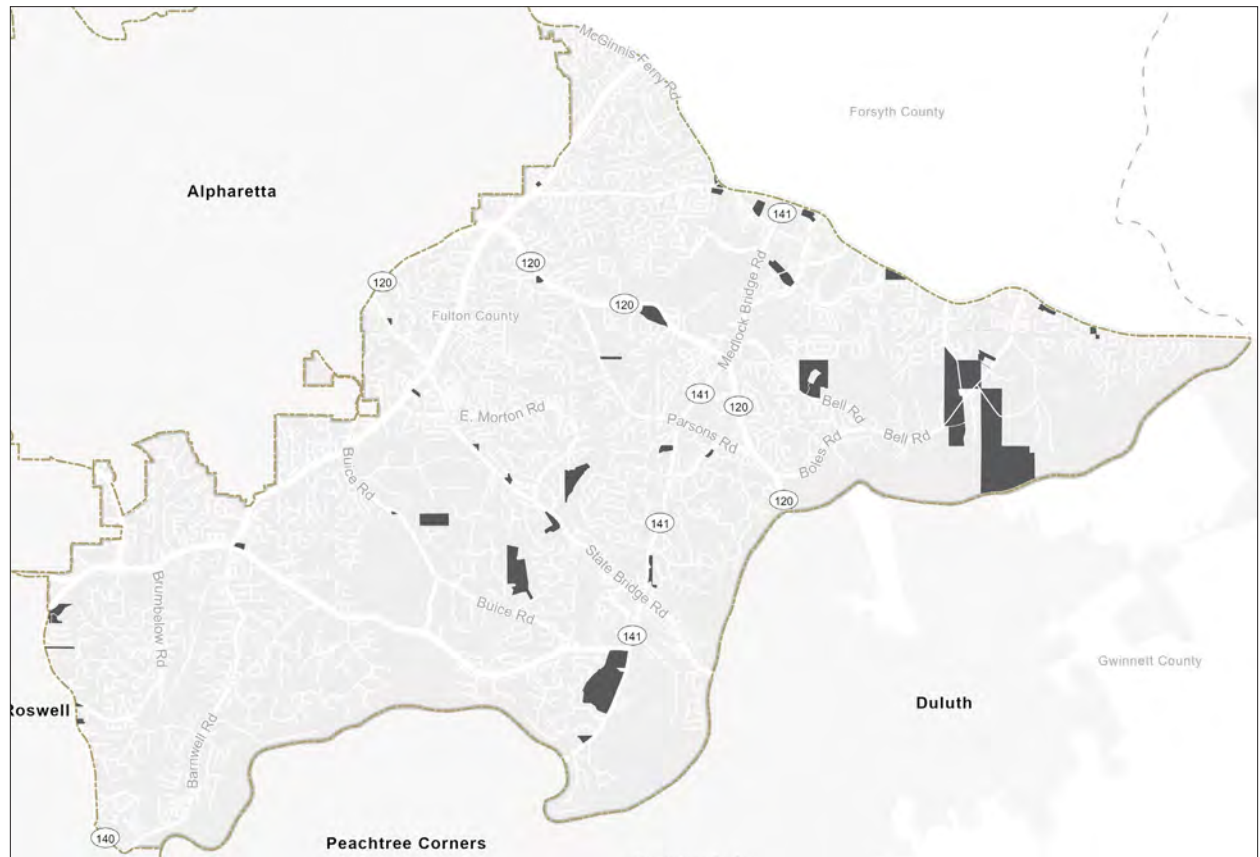 McGinnis Ferry Rd
Forsyth County
Alpharetta
141
120
120
Medlock Bridge Rd
120
Fulton County
141
120
Bell Rd
E. Morton Rd
Parsons Rd
Boles Rd
Bell Rd
Buice Rd
120
141
State Bridge Rd
Brumbelow Rd
Buice Rd
141
Gwinnett County
Roswell
Duluth
Barnwell Rd
140
Peachtree Corners